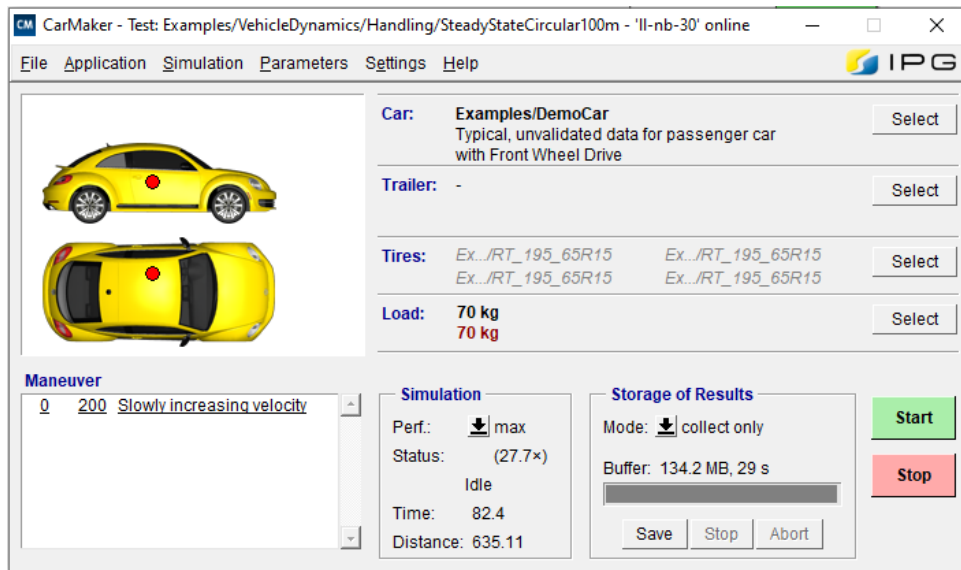 CM CarMaker - Test: Examples/VehicleDynamics/Handling/SteadyStateCircular100m - 'll-nb-30' online
File Application Simulation Parameters Settings Help
IPG
Car: Examples/DemoCar Select
Typical, unvalidated data for passenger car
with Front Wheel Drive
Trailer: - Select
Tires: Ex.../RT_195_65R15 Ex.../RT_195_65R15 Select
Ex.../RT_195_65R15 Ex.../RT_195_65R15
Load: 70 kg Select
70 kg
Maneuver
0 200 Slowly increasing velocity
Simulation
Perf.: max
Status: (27.7×)
Idle
Time: 82.4
Distance: 635.11
Storage of Results
Mode: collect only
Buffer: 134.2 MB, 29 s
Save Stop Abort
Start
Stop